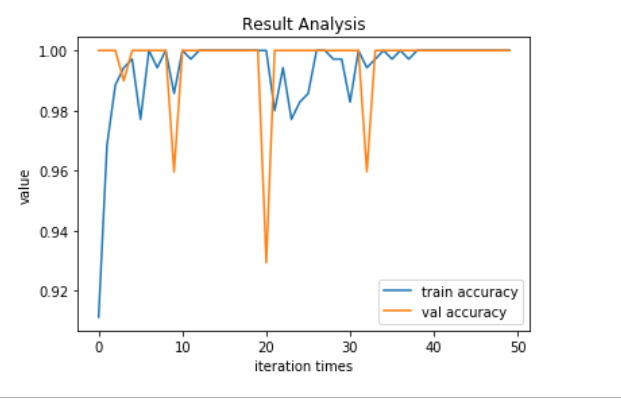 Result Analysis
1.00
0.98
0.96
0.94
0.92
value
0 10 20 30 40 50
iteration times
train accuracy
val accuracy